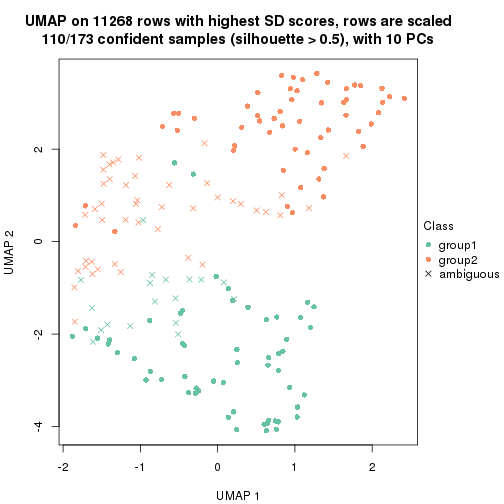 UMAP on 11268 rows with highest SD scores, rows are scaled
110/173 confident samples (silhouette > 0.5), with 10 PCs
Class
group1
group2
ambiguous
2
0
-2
-4
UMAP 2
-2
-1
0
1
2
UMAP 1